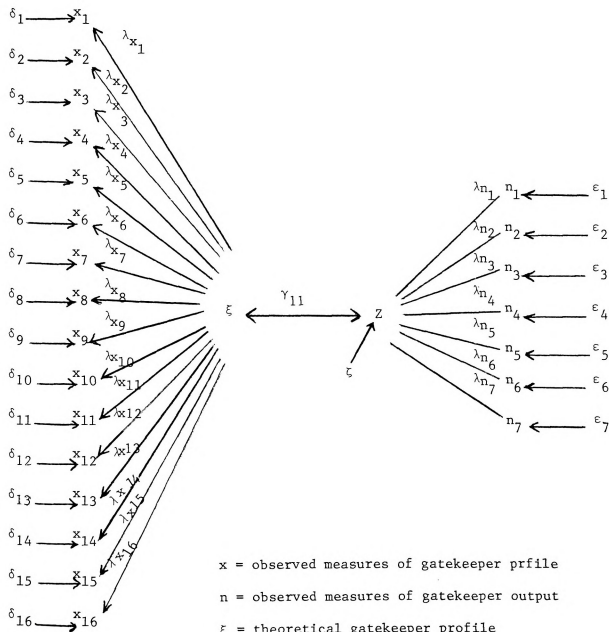 δ1 x1
λx1
δ2 x2
λx2
δ3 x3
λx3
δ4 x4
λx4
δ5 x5
λx5
δ6 x6
λx6
δ7 x7
λx7
δ8 x8
λx8
δ9 x9
λx9
δ10 x10
λx10
δ11 x11
λx11
δ12 x12
λx12
δ13 x13
λx13
δ14 x14
λx14
δ15 x15
λx15
δ16 x16
λx16
ξ γ11 Z
ζ
λn1 n1 ε1
λn2 n2 ε2
λn3 n3 ε3
λn4 n4 ε4
λn5 n5 ε5
λn6 n6 ε6
λn7 n7 ε7
x = observed measures of gatekeeper prfile
n = observed measures of gatekeeper output
ξ = theoretical gatekeeper profile